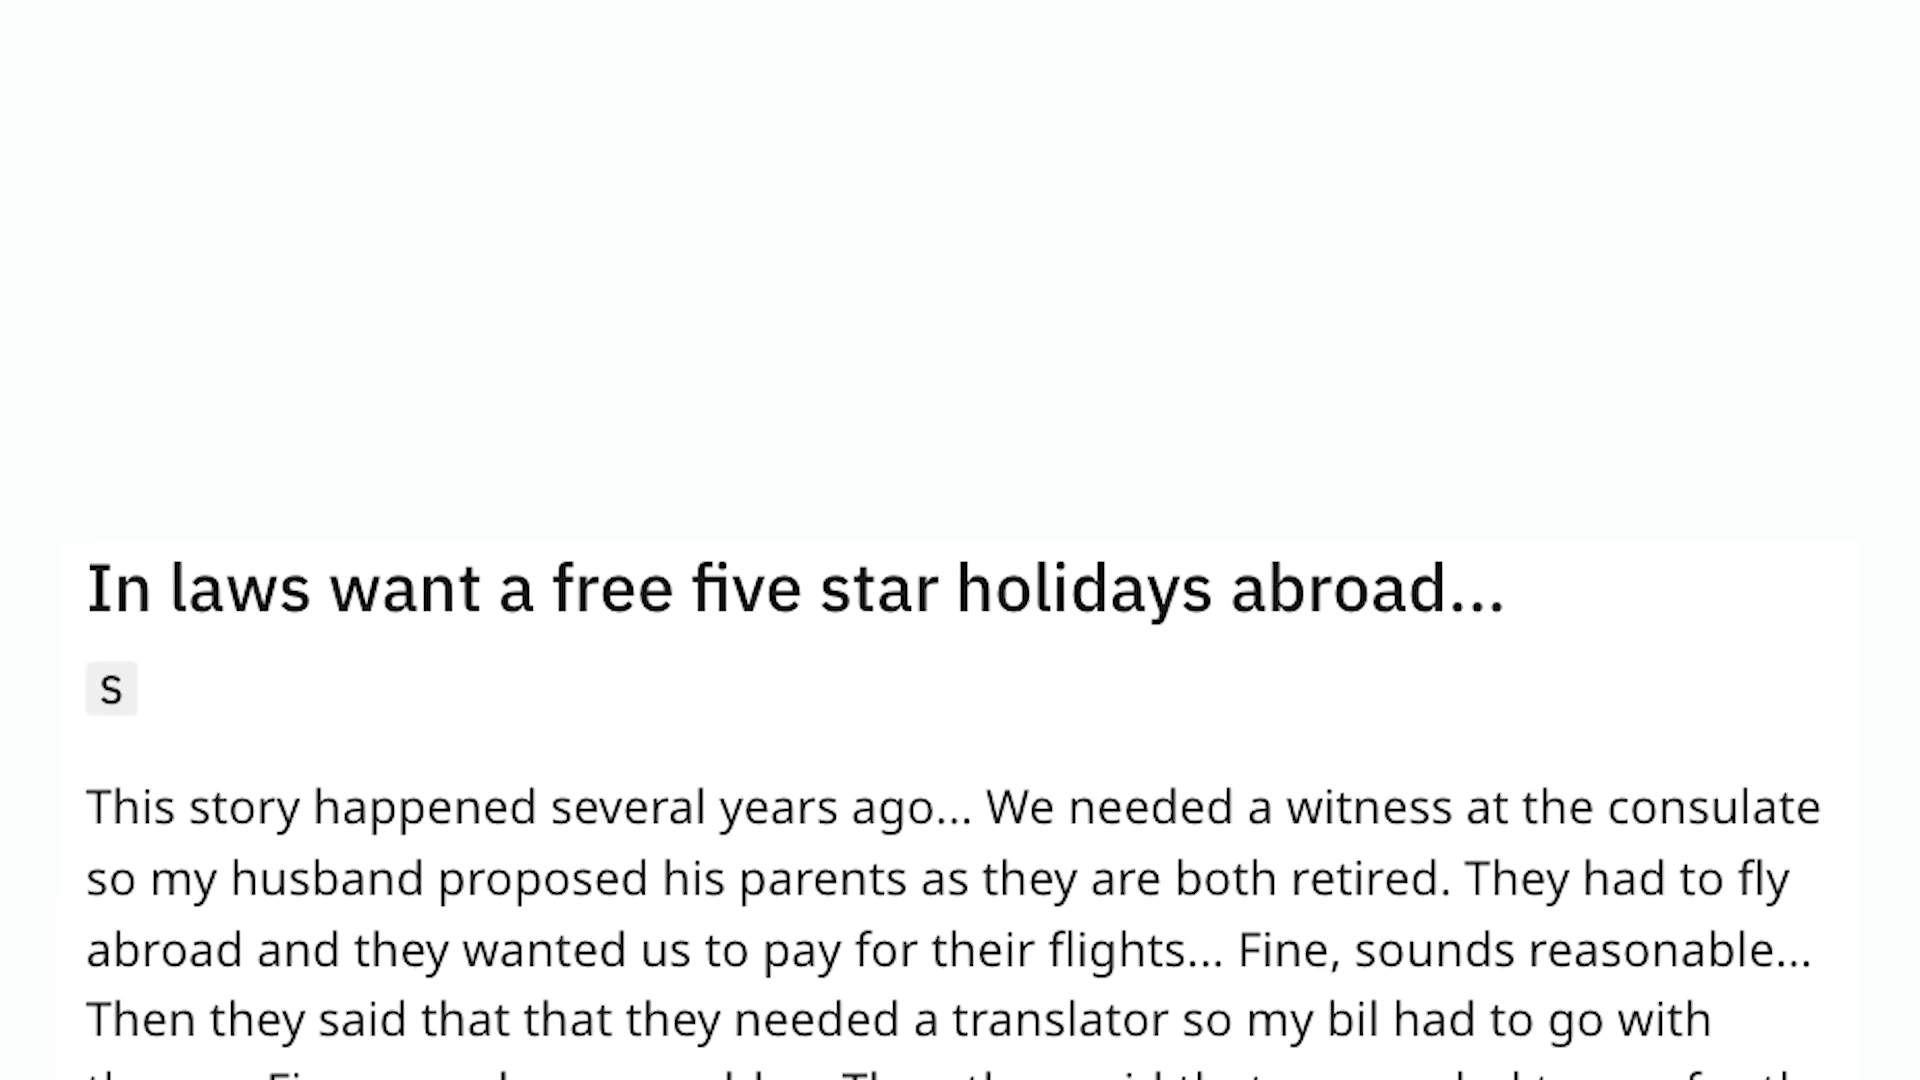 In laws want a free five star holidays abroad...
S
This story happened several years ago... We needed a witness at the consulate
so my husband proposed his parents as they are both retired. They had to fly
abroad and they wanted us to pay for their flights... Fine, sounds reasonable...
Then they said that that they needed a translator so my bil had to go with